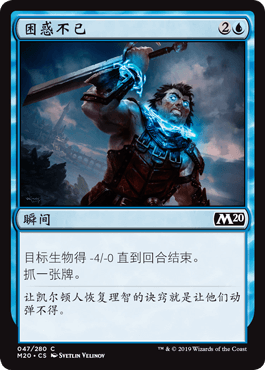 困惑不已 2
瞬间 M20
目标生物得 -4/-0 直到回合结束。
抓一张牌。
让凯尔顿人恢复理智的诀窍就是让他们动
弹不得。
047/280 C
M20 • CS SVETLIN VELINOV
™ & © 2019 Wizards of the Coast